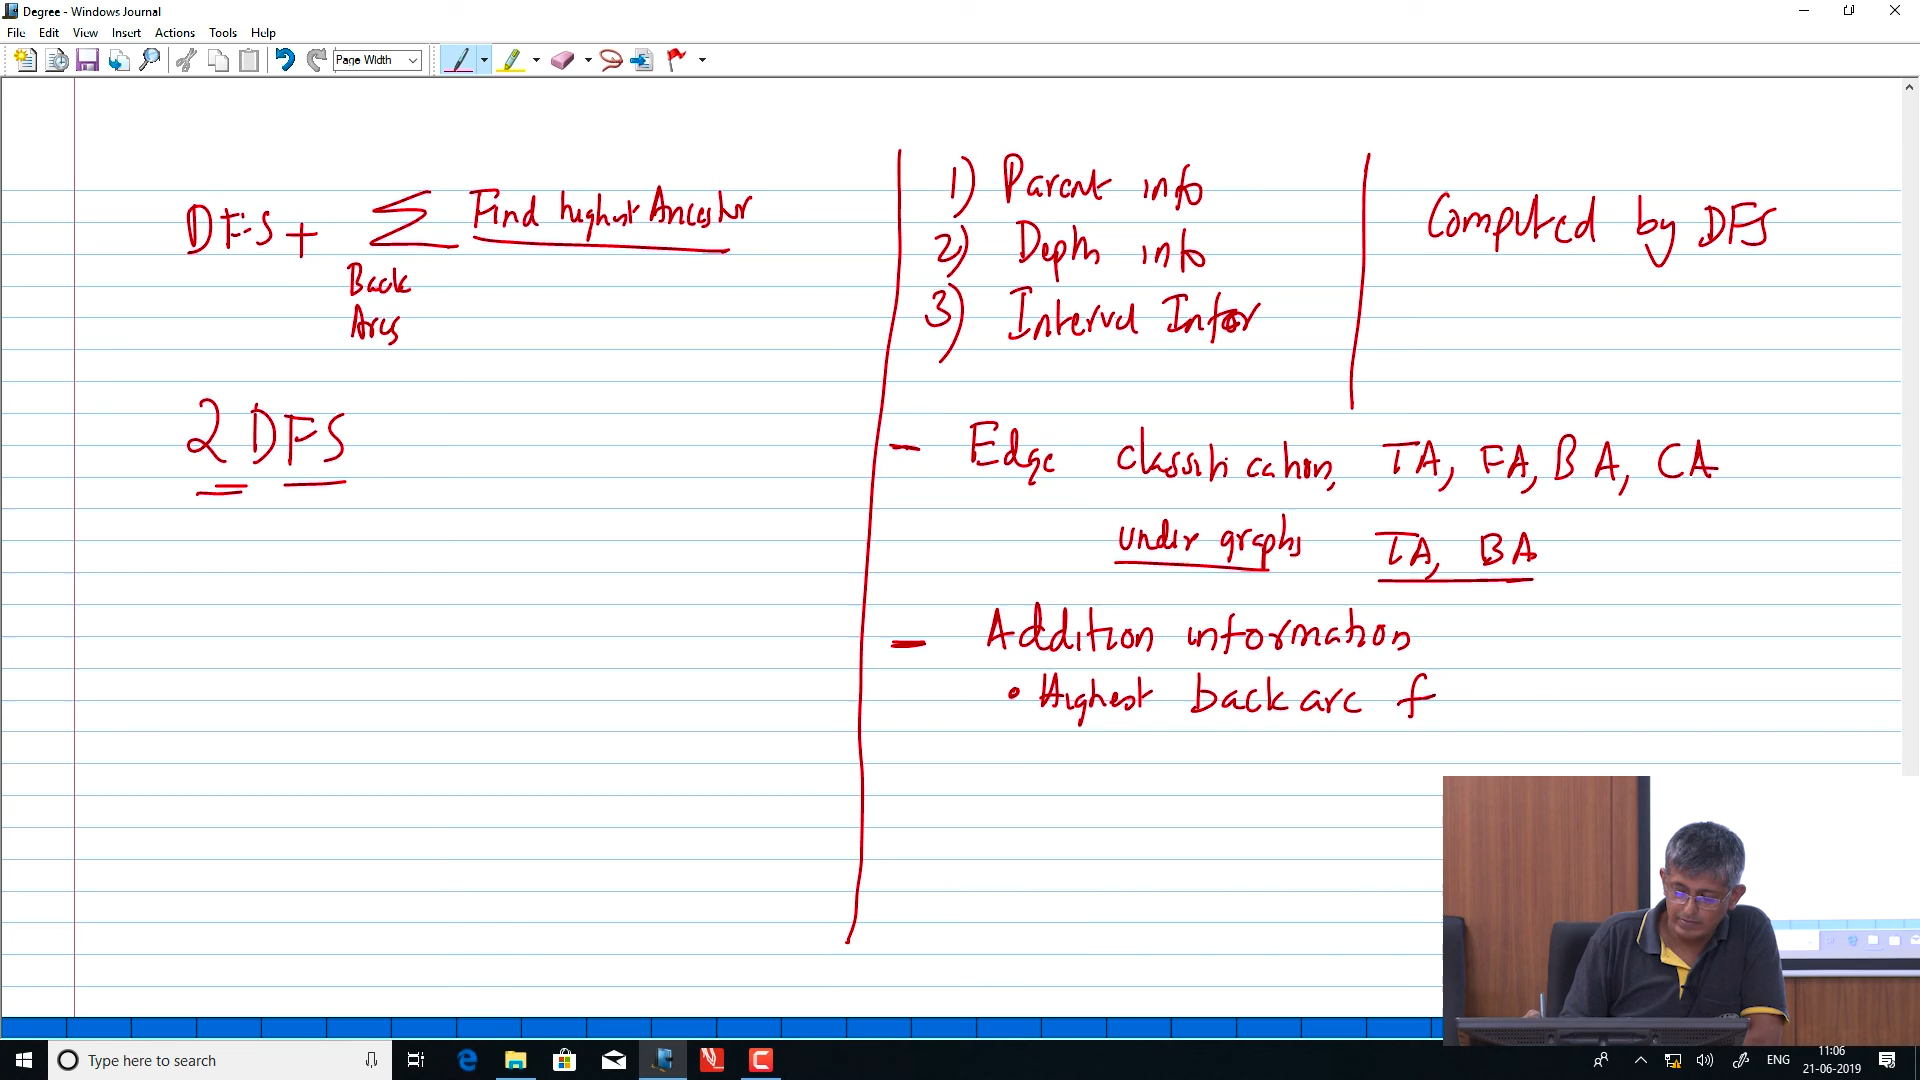 Degree - Windows Journal
File Edit View Insert Actions Tools Help
Page Width
DFS + Σ Find highest Ancestor
Back
Arcs
2 DFS
1) Parent info
2) Depth info
3) Interval Infor
Computed by DFS
- Edge classification, TA, FA, BA, CA
undir graphs TA, BA
- Addition information
• Highest back arc f
Type here to search
ENG
11:06
21-06-2019